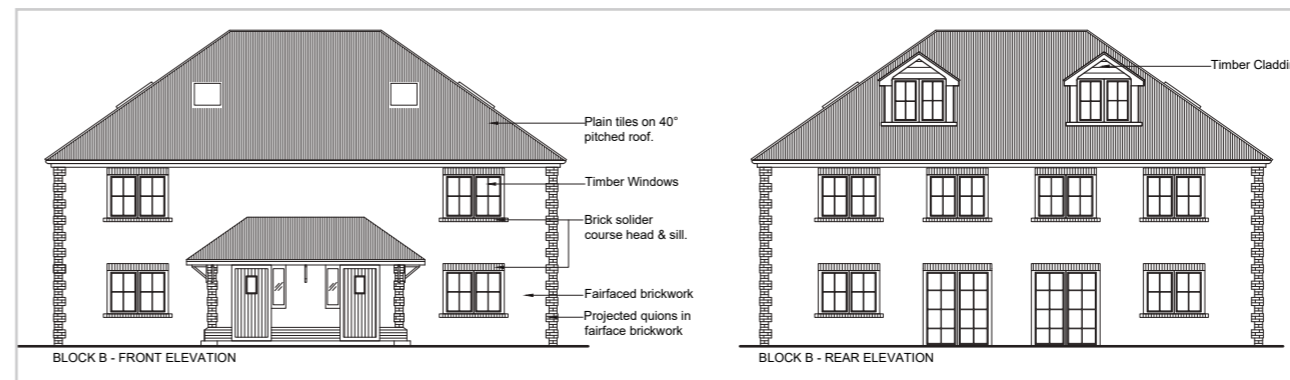 Plain tiles on 40°
pitched roof.
Timber Windows
Brick solider
course head & sill.
Fairfaced brickwork
Projected quions in
fairface brickwork
BLOCK B - FRONT ELEVATION
Timber Claddi
BLOCK B - REAR ELEVATION